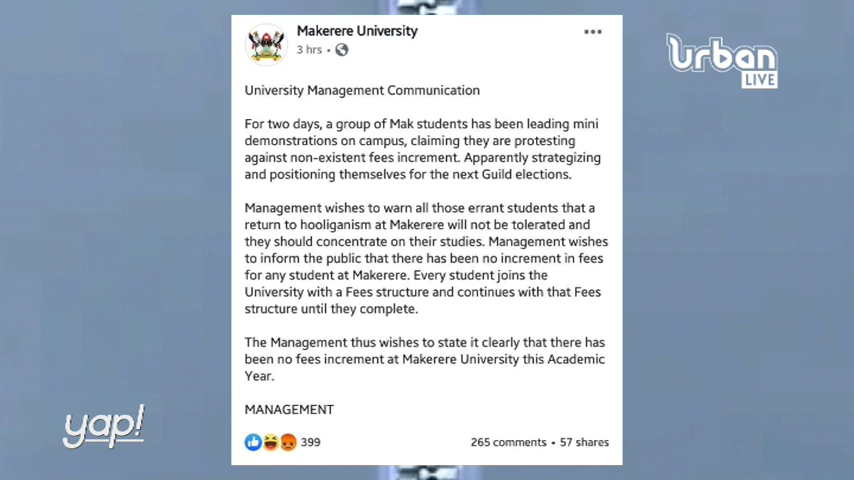 Makerere University
3 hrs
urban
LIVE
University Management Communication
For two days, a group of Mak students has been leading mini
demonstrations on campus, claiming they are protesting
against non-existent fees increment. Apparently strategizing
and positioning themselves for the next Guild elections.
Management wishes to warn all those errant students that a
return to hooliganism at Makerere will not be tolerated and
they should concentrate on their studies. Management wishes
to inform the public that there has been no increment in fees
for any student at Makerere. Every student joins the
University with a Fees structure and continues with that Fees
structure until they complete.
The Management thus wishes to state it clearly that there has
been no fees increment at Makerere University this Academic
Year.
MANAGEMENT
399
265 comments • 57 shares
yap!